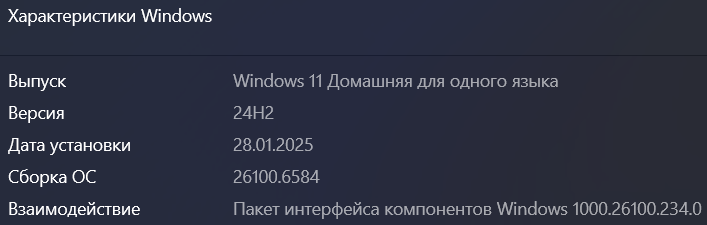 Характеристики Windows
Выпуск Windows 11 Домашняя для одного языка
Версия 24H2
Дата установки 28.01.2025
Сборка ОС 26100.6584
Взаимодействие Пакет интерфейса компонентов Windows 1000.26100.234.0